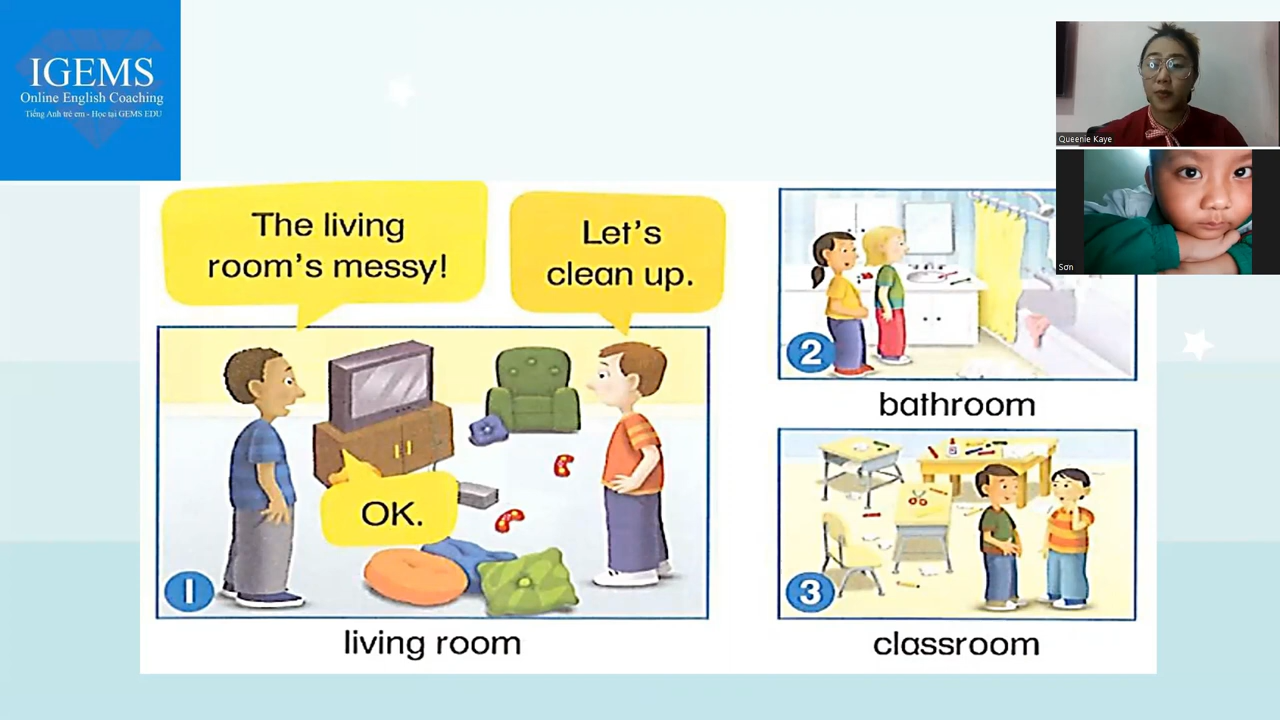 IGEMS
Online English Coaching
Tiếng Anh trẻ em - Học tại GEMS EDU
Queenie Kaye
Sơn
The living
room's messy!
Let's
clean up.
OK.
1
living room
2
bathroom
3
classroom